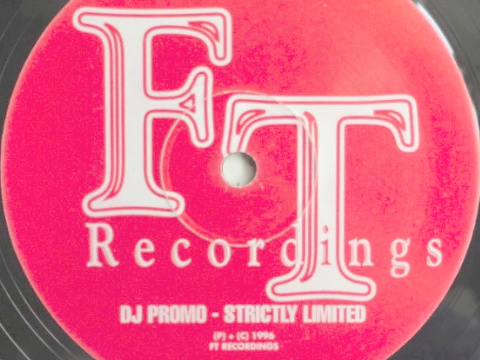 FT
Recordings
DJ PROMO - STRICTLY LIMITED
(P) + (C) 1996
FT RECORDINGS